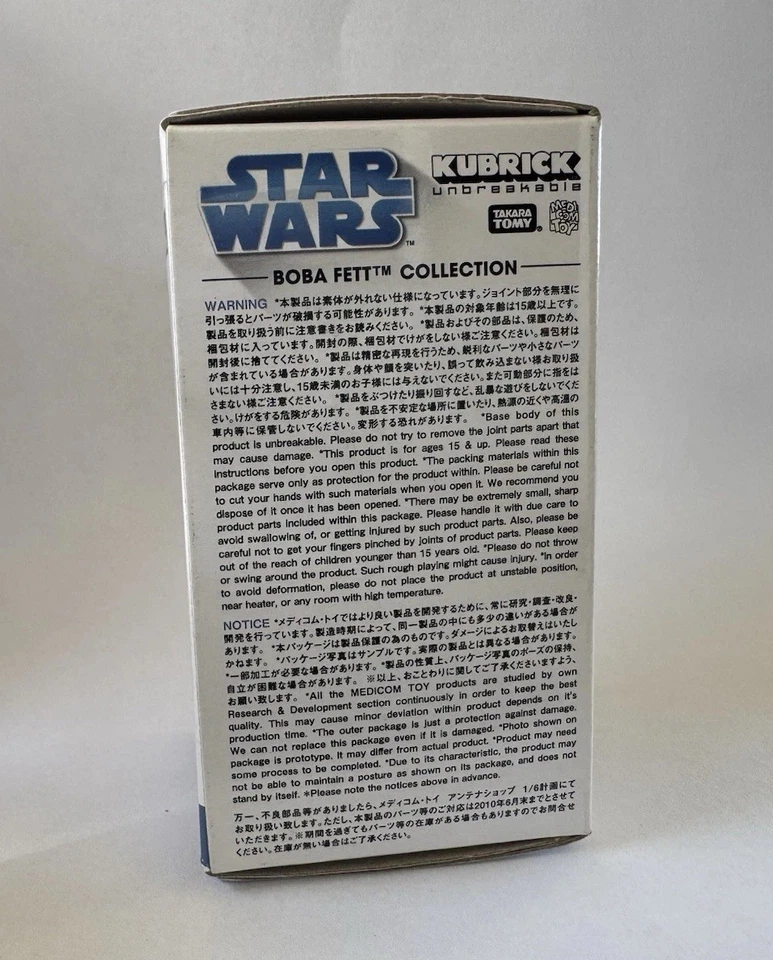 STAR
WARS™
KUBRICK
unbreakable
TAKARA
TOMY®
MEDI
COM
TOY
BOBA FETT™ COLLECTION
WARNING *本製品は素体が外れない仕様になっています。ジョイント部分を無理に
引っ張るとパーツが破損する可能性があります。*本製品の対象年齢は15歳以上です。
製品を取り扱う前に注意書きをお読みください。*製品およびその部品は、保護のため、
梱包材に入っています。開封の際、梱包材でけがをしない様ご注意ください。梱包材は
開封後に捨ててください。*製品は精密な再現を行うため、鋭利なパーツや小さなパーツ
が含まれている場合があります。身体や顔を突いたり、誤って飲み込まない様お取り扱
いには十分注意し、15歳未満のお子様には与えないでください。また可動部分に指をは
さまない様ご注意ください。*製品をぶつけたり振り回すなど、乱暴な遊びをしないでくだ
さい。けがをする危険があります。*製品を不安定な場所に置いたり、熱源の近くや高温の
車内等に保管しないでください。変形する恐れがあります。 *Base body of this
product is unbreakable. Please do not try to remove the joint parts apart that
may cause damage. *This product is for ages 15 & up. Please read these
instructions before you open this product. *The packing materials within this
package serve only as protection for the product within. Please be careful not
to cut your hands with such materials when you open it. We recommend you
dispose of it once it has been opened. *There may be extremely small, sharp
product parts included within this package. Please handle it with due care to
avoid swallowing of, or getting injured by such product parts. Also, please be
careful not to get your fingers pinched by joints of product parts. Please keep
out of the reach of children younger than 15 years old. *Please do not throw
or swing around the product. Such rough playing might cause injury. *In order
to avoid deformation, please do not place the product at unstable position,
near heater, or any room with high temperature.
NOTICE *メディコム・トイではより良い製品を開発するために、常に研究・調査・改良・
開発を行っています。製造時期によって、同一製品の中にも多少の違いがある場合が
あります。 *本パッケージは製品保護の為のものです。ダメージによるお取替えはいたし
かねます。 *パッケージ写真はサンプルです。実際の製品とは異なる場合があります。
*一部加工が必要な場合があります。*製品の性質上、パッケージ写真のポーズの保持、
自立が困難な場合があります。 ※以上、おことわりに関してご了承くださいますよう、
お願い致します。 *All the MEDICOM TOY products are studied by own
Research & Development section continuously in order to keep the best
quality. This may cause minor deviation within product depends on it's
production time. *The outer package is just a protection against damage.
We can not replace this package even if it is damaged. *Photo shown on
package is prototype. It may differ from actual product. *Product may need
some process to be completed. *Due to its characteristic, the product may
not be able to maintain a posture as shown on its package, and does not
stand by itself. *Please note the notices above in advance.
万一、不良部品等がありましたら、メディコム・トイ アンテナショップ 1/6計画にて
お取り扱い致します。ただし、本製品のパーツ等のご対応は2010年6月末までとさせて
いただきます。※期間を過ぎてもパーツ等の在庫がある場合もありますのでお問合せ
ください。在庫が無い場合はご了承ください。